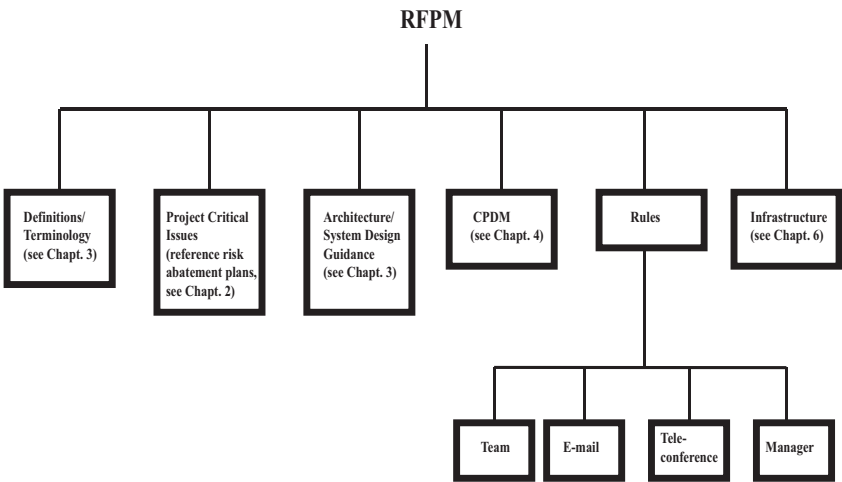 RFPM
Definitions/
Terminology
(see Chapt. 3)
Project Critical
Issues
(reference risk
abatement plans,
see Chapt. 2)
Architecture/
System Design
Guidance
(see Chapt. 3)
CPDM
(see Chapt. 4)
Rules
Infrastructure
(see Chapt. 6)
Team
E-mail
Tele-
conference
Manager